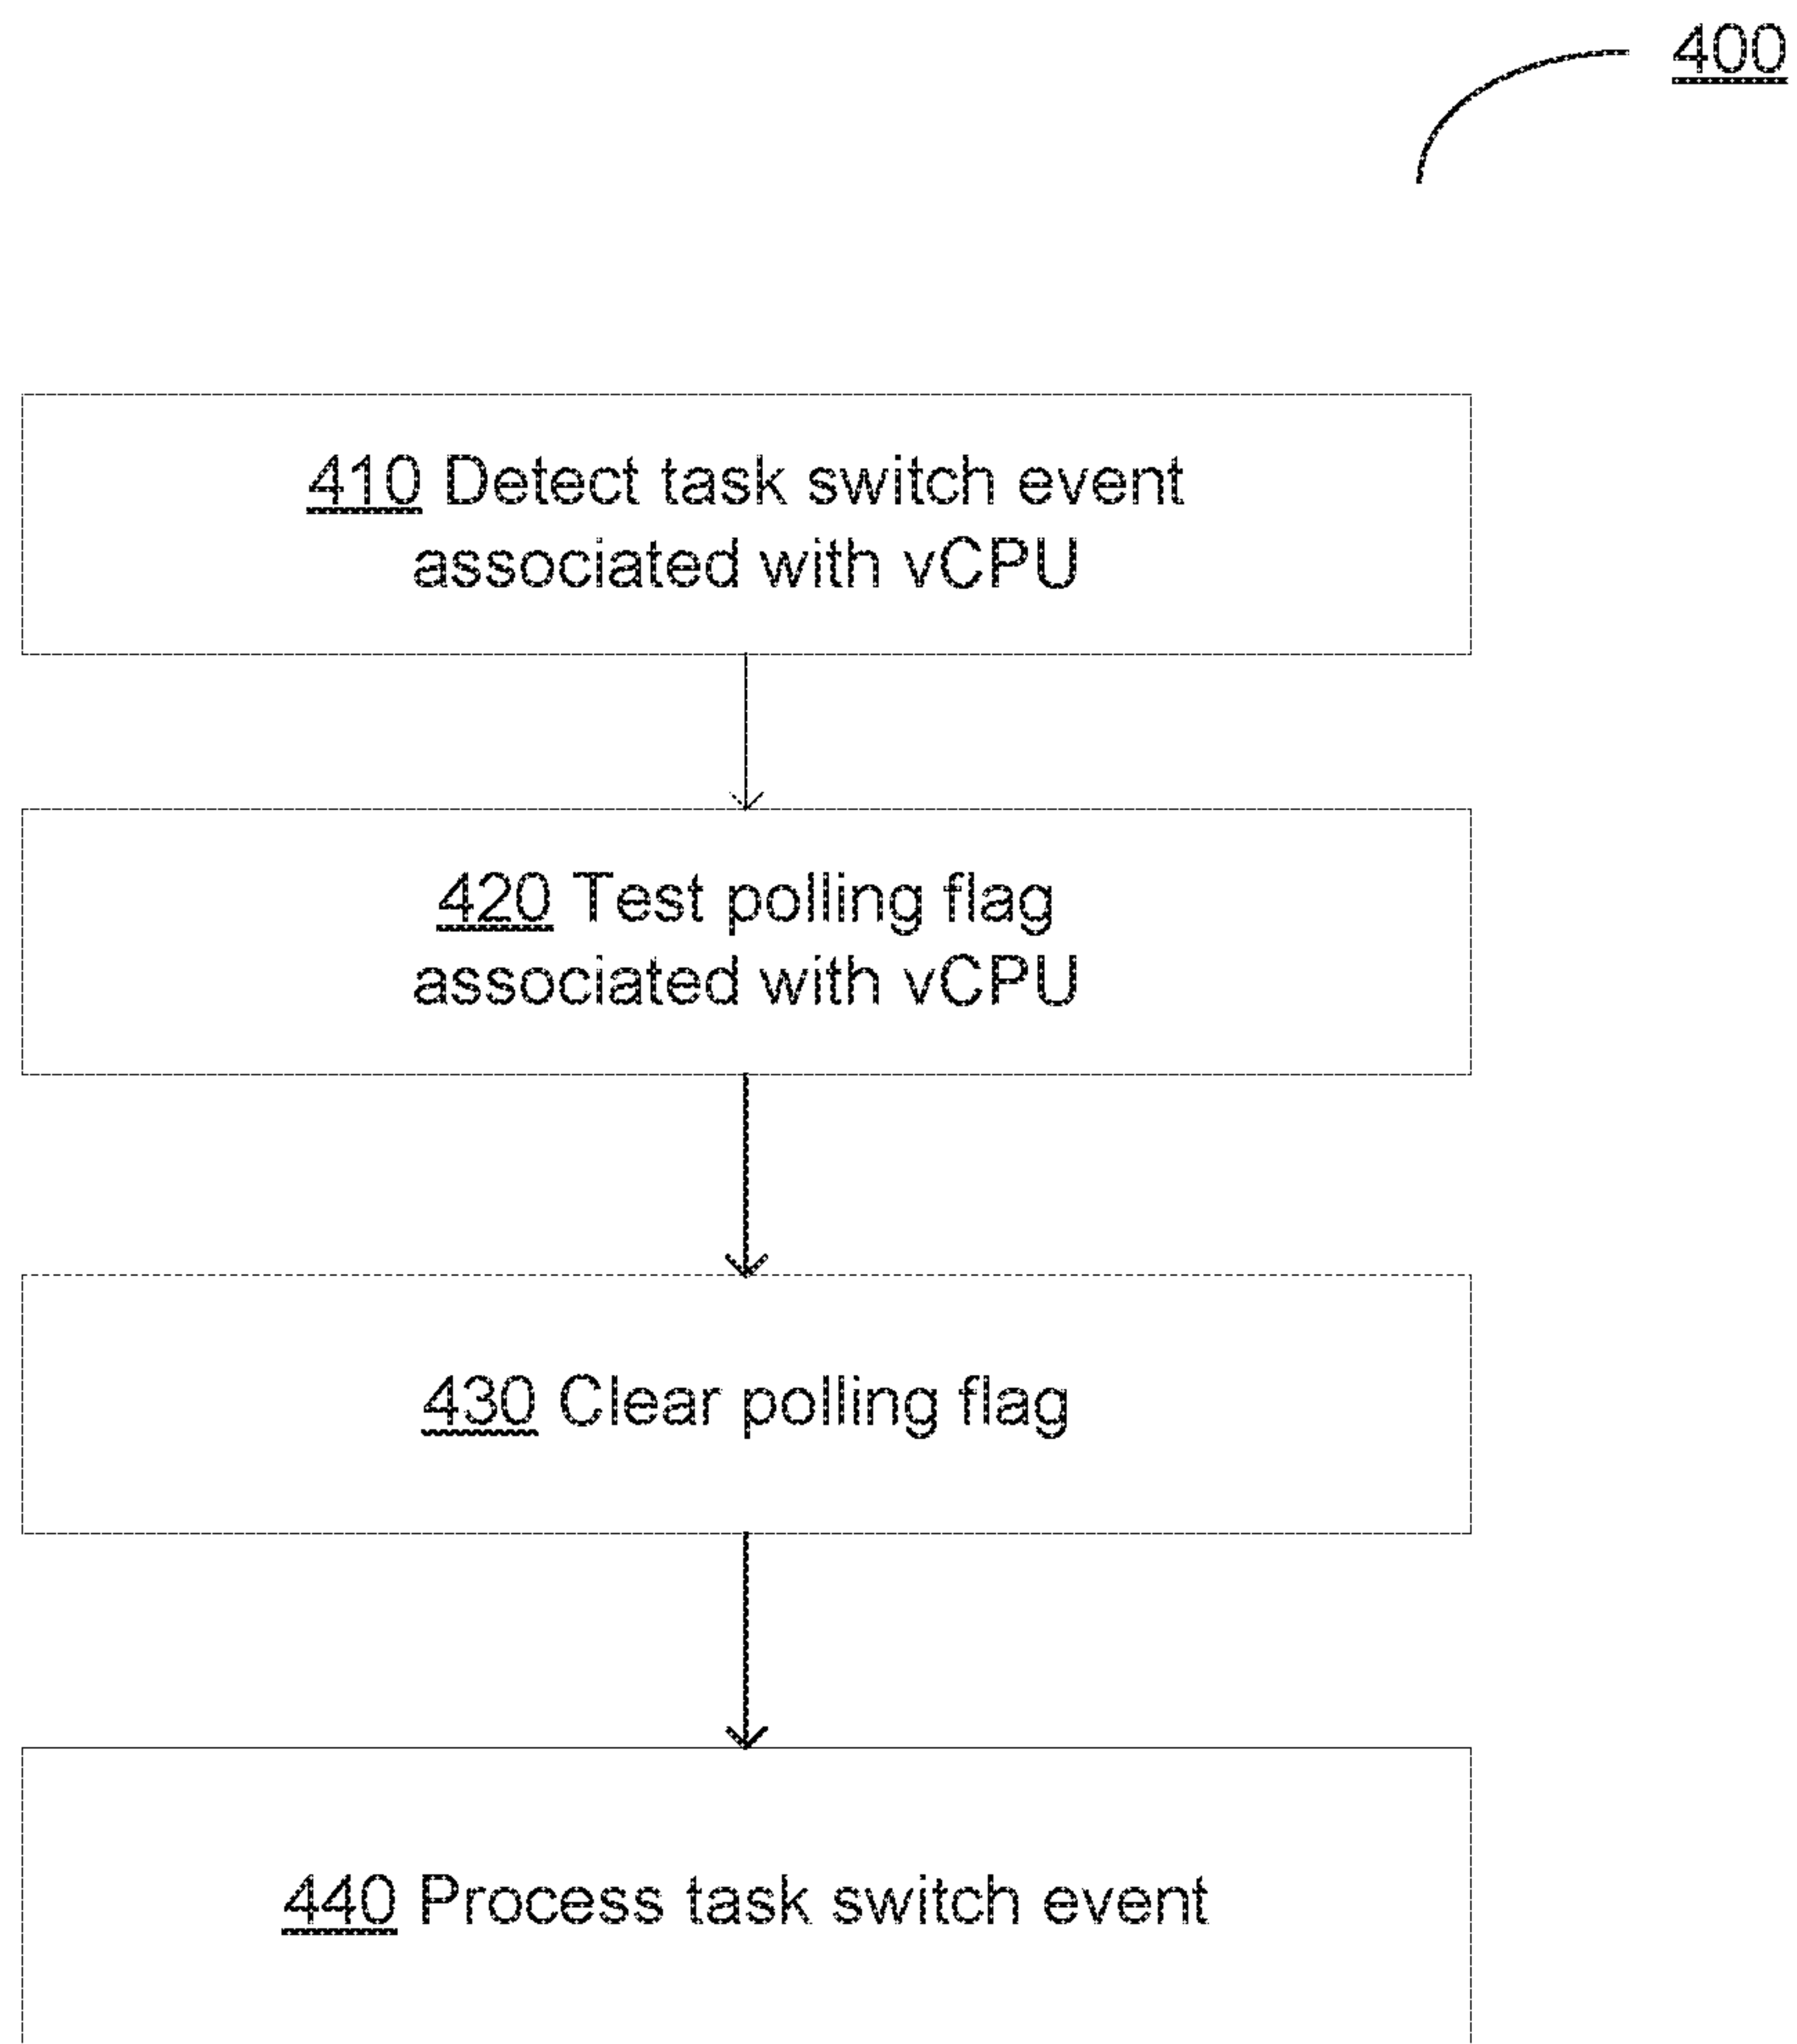 400
410 Detect task switch event
associated with vCPU
420 Test polling flag
associated with vCPU
430 Clear polling flag
440 Process task switch event